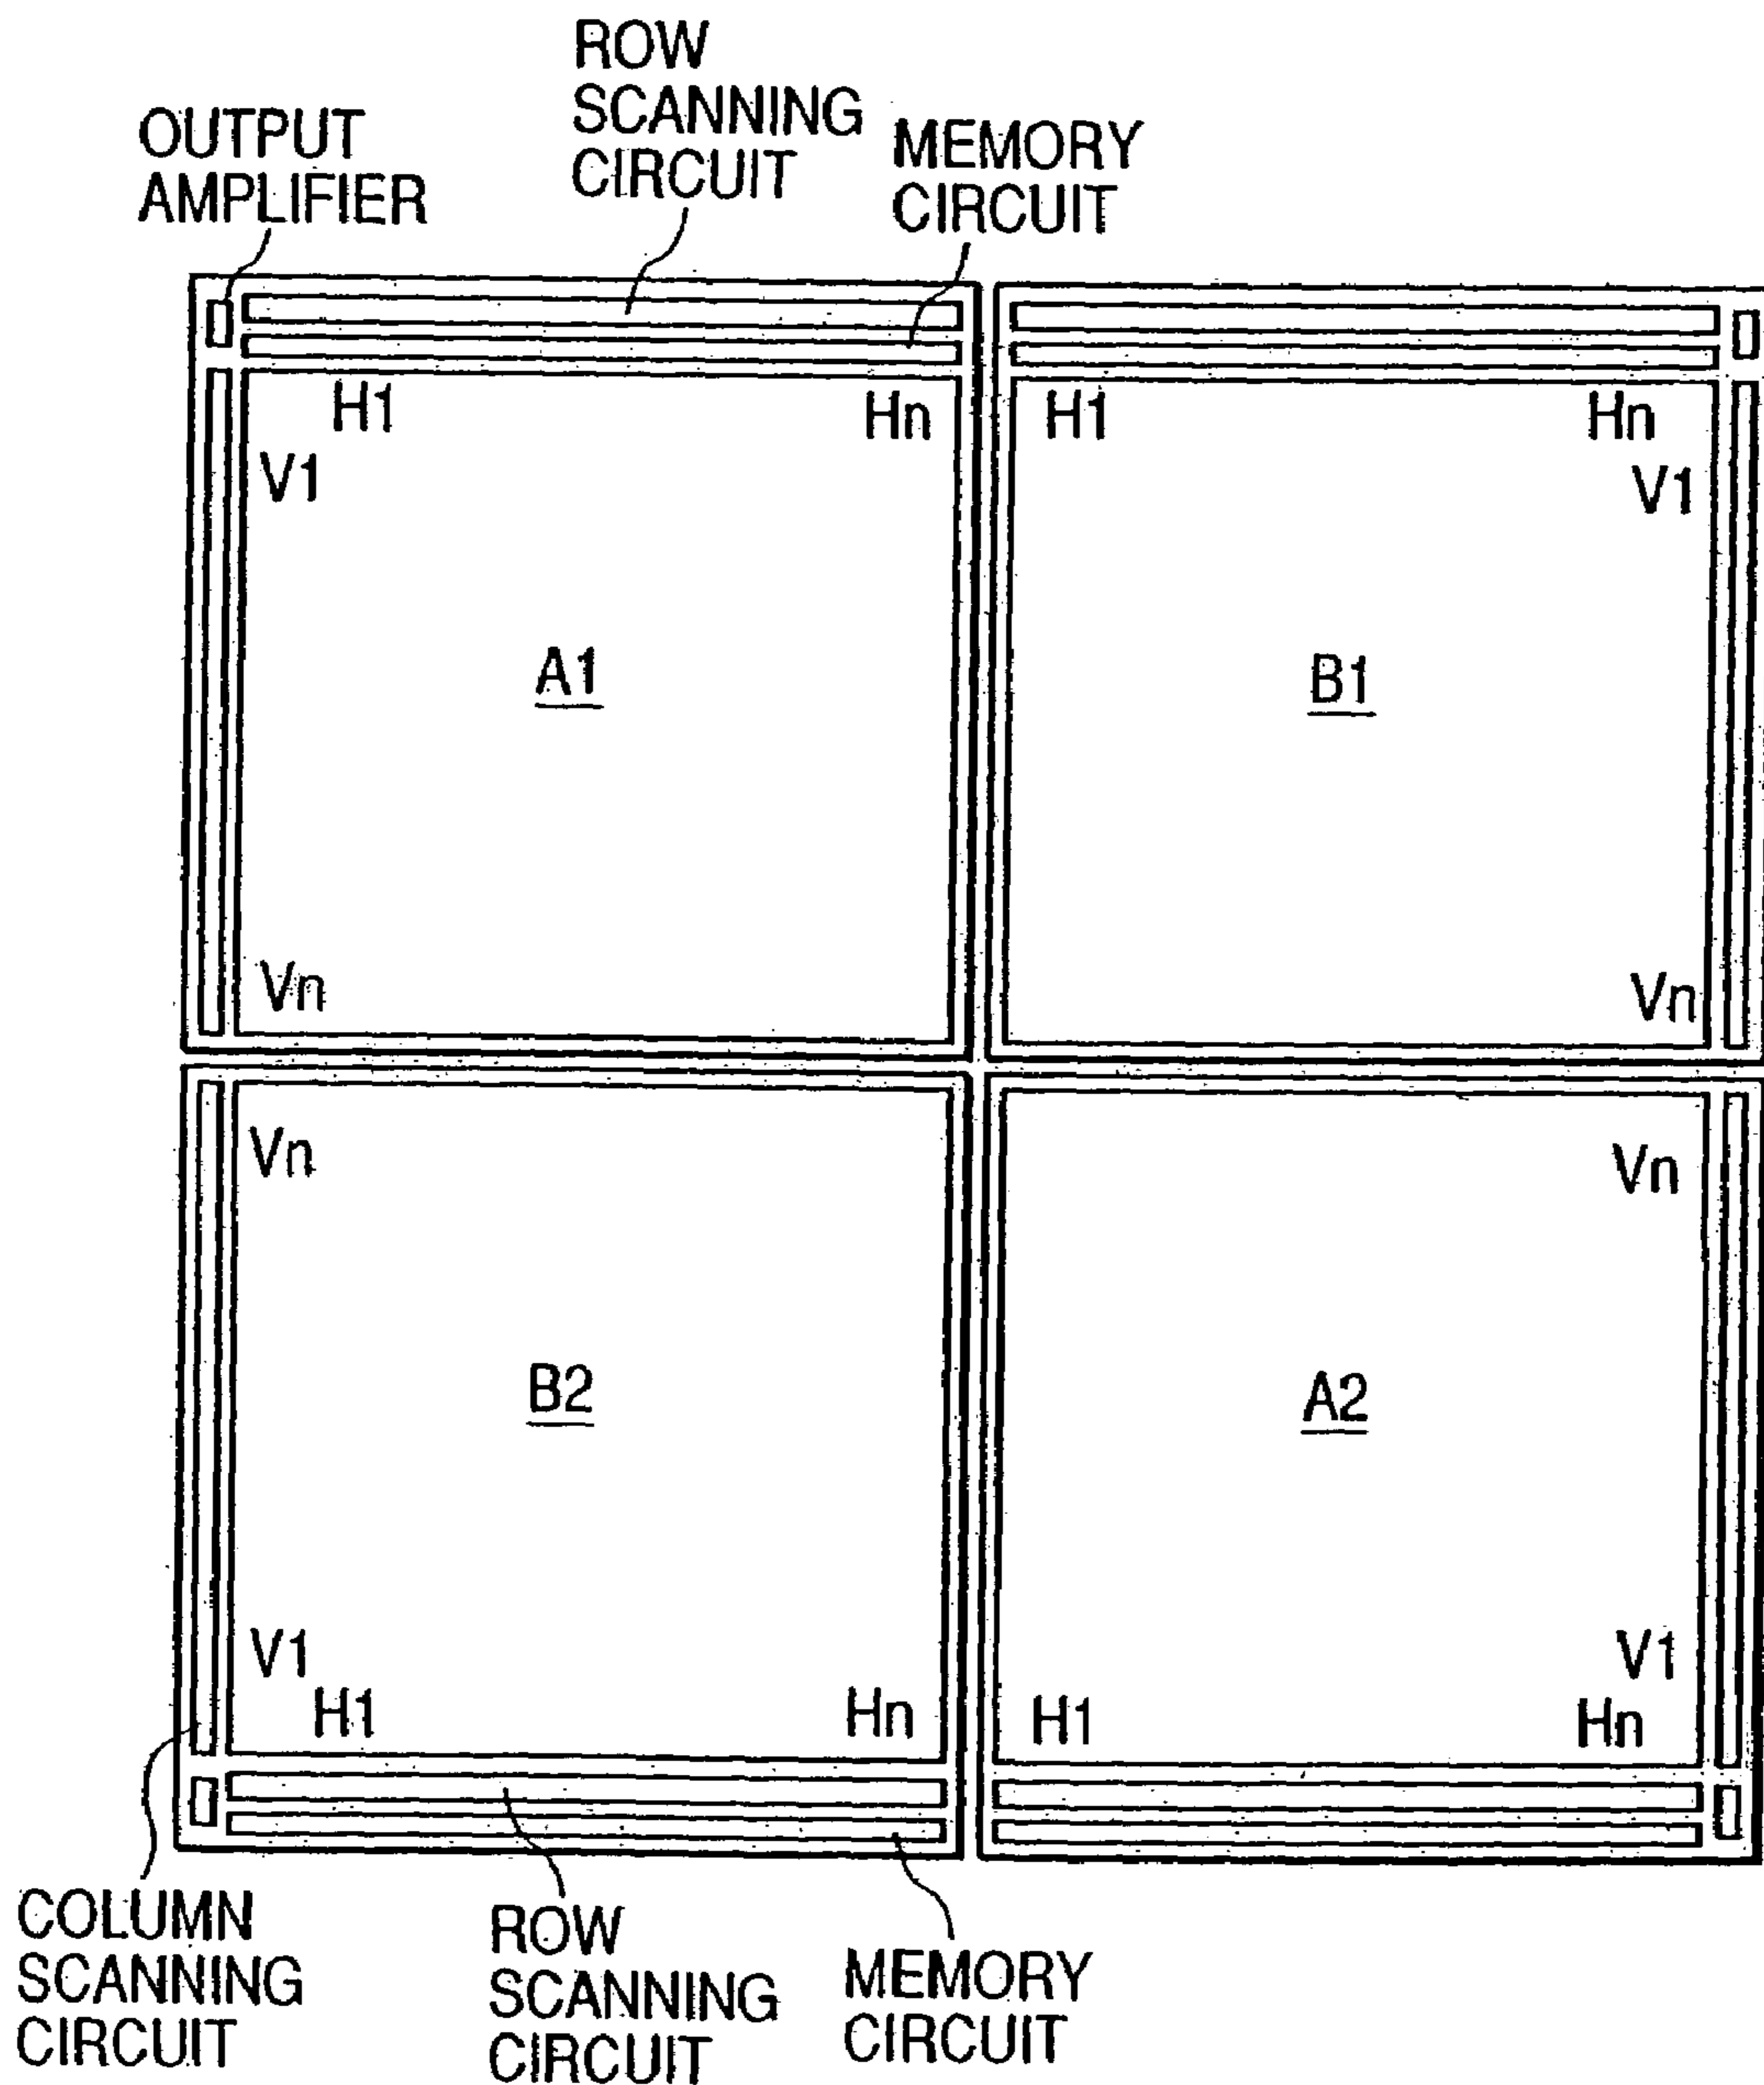 ROW
SCANNING
CIRCUIT
OUTPUT
AMPLIFIER
MEMORY
CIRCUIT
H1
Hn
H1
Hn
V1
V1
A1
B1
Vn
Vn
Vn
Vn
B2
A2
V1
V1
H1
Hn
H1
Hn
COLUMN
SCANNING
CIRCUIT
ROW
SCANNING
CIRCUIT
MEMORY
CIRCUIT